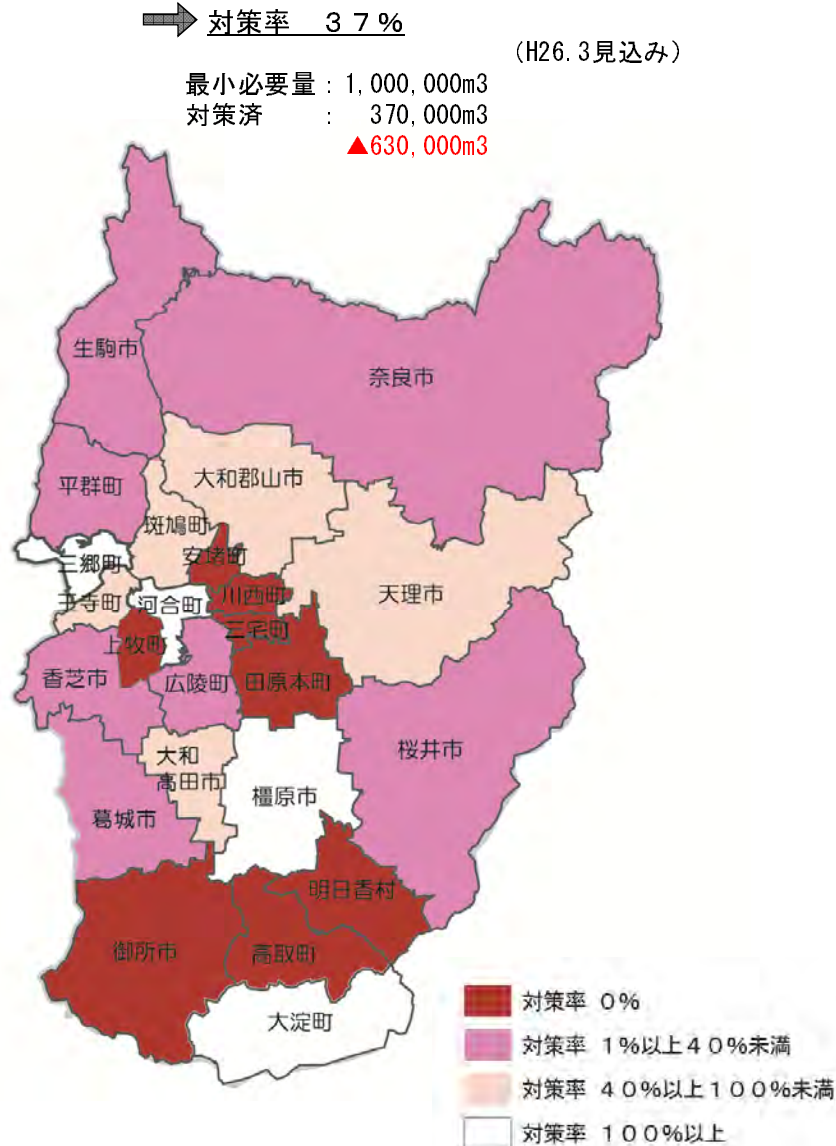 対策率 37%
（H26.3見込み）
最小必要量：1,000,000m3
対策済　　：　370,000m3
▲630,000m3
生駒市
奈良市
平群町
大和郡山市
斑鳩町
安堵町
三郷町
王寺町
河合町
川西町
天理市
三宅町
上牧町
香芝市
広陵町
田原本町
桜井市
大和
高田市
橿原市
葛城市
明日香村
御所市
高取町
大淀町
対策率 0%
対策率 1%以上40%未満
対策率 40%以上100%未満
対策率 100%以上